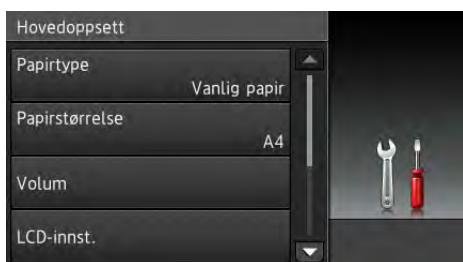 Hovedoppsett
Papirtype
Vanlig papir
Papirstørrelse
A4
Volum
LCD-innst.